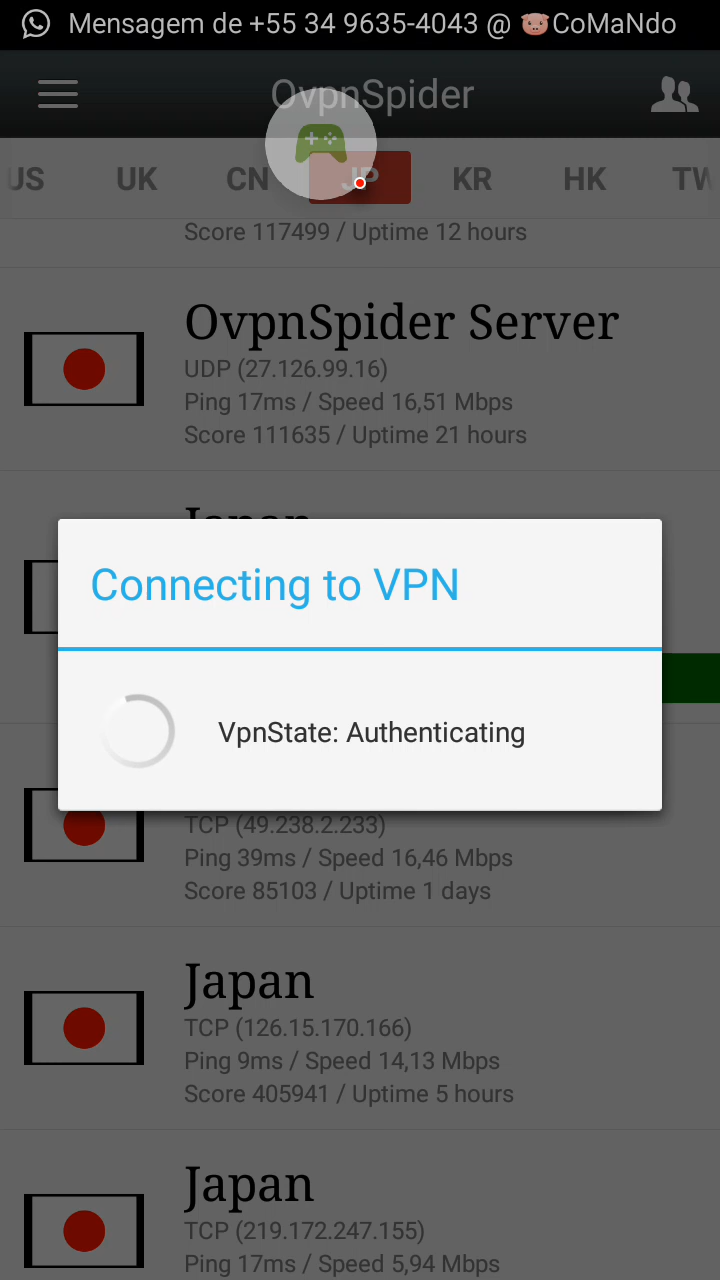 Mensagem de +55 34 9635-4043 @ 🐷CoMaNdo
OvpnSpider
US UK CN JP KR HK TW
Score 117499 / Uptime 12 hours
OvpnSpider Server
UDP (27.126.99.16)
Ping 17ms / Speed 16,51 Mbps
Score 111635 / Uptime 21 hours
Japan
Connecting to VPN
VpnState: Authenticating
TCP (49.238.2.233)
Ping 39ms / Speed 16,46 Mbps
Score 85103 / Uptime 1 days
Japan
TCP (126.15.170.166)
Ping 9ms / Speed 14,13 Mbps
Score 405941 / Uptime 5 hours
Japan
TCP (219.172.247.155)
Ping 17ms / Speed 5,94 Mbps